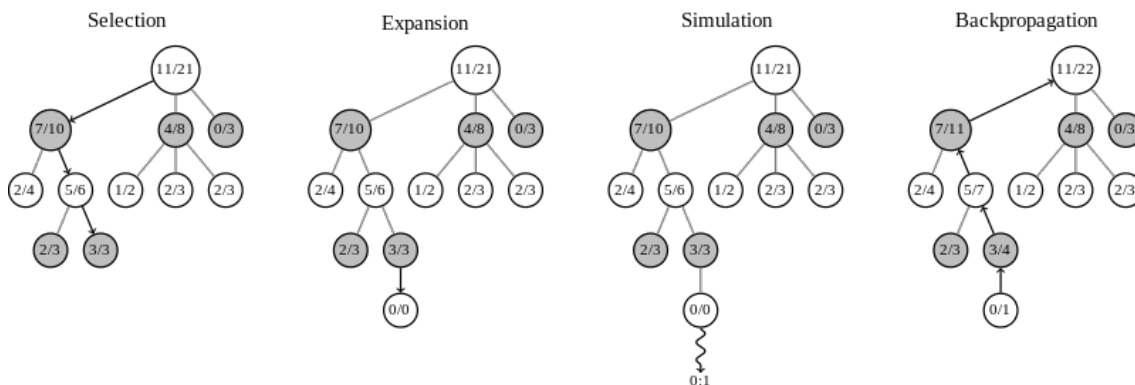 Selection
11/21
7/10 4/8 0/3
2/4 5/6 1/2 2/3 2/3
2/3 3/3
Expansion
11/21
7/10 4/8 0/3
2/4 5/6 1/2 2/3 2/3
2/3 3/3
0/0
Simulation
11/21
7/10 4/8 0/3
2/4 5/6 1/2 2/3 2/3
2/3 3/3
0/0
0:1
Backpropagation
11/22
7/11 4/8 0/3
2/4 5/7 1/2 2/3 2/3
2/3 3/4
0/1